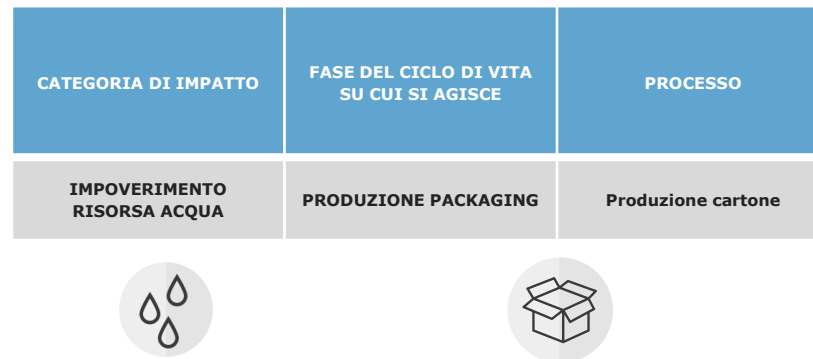 CATEGORIA DI IMPATTO
FASE DEL CICLO DI VITA
SU CUI SI AGISCE
PROCESSO
IMPOVERIMENTO
RISORSA ACQUA
PRODUZIONE PACKAGING
Produzione cartone